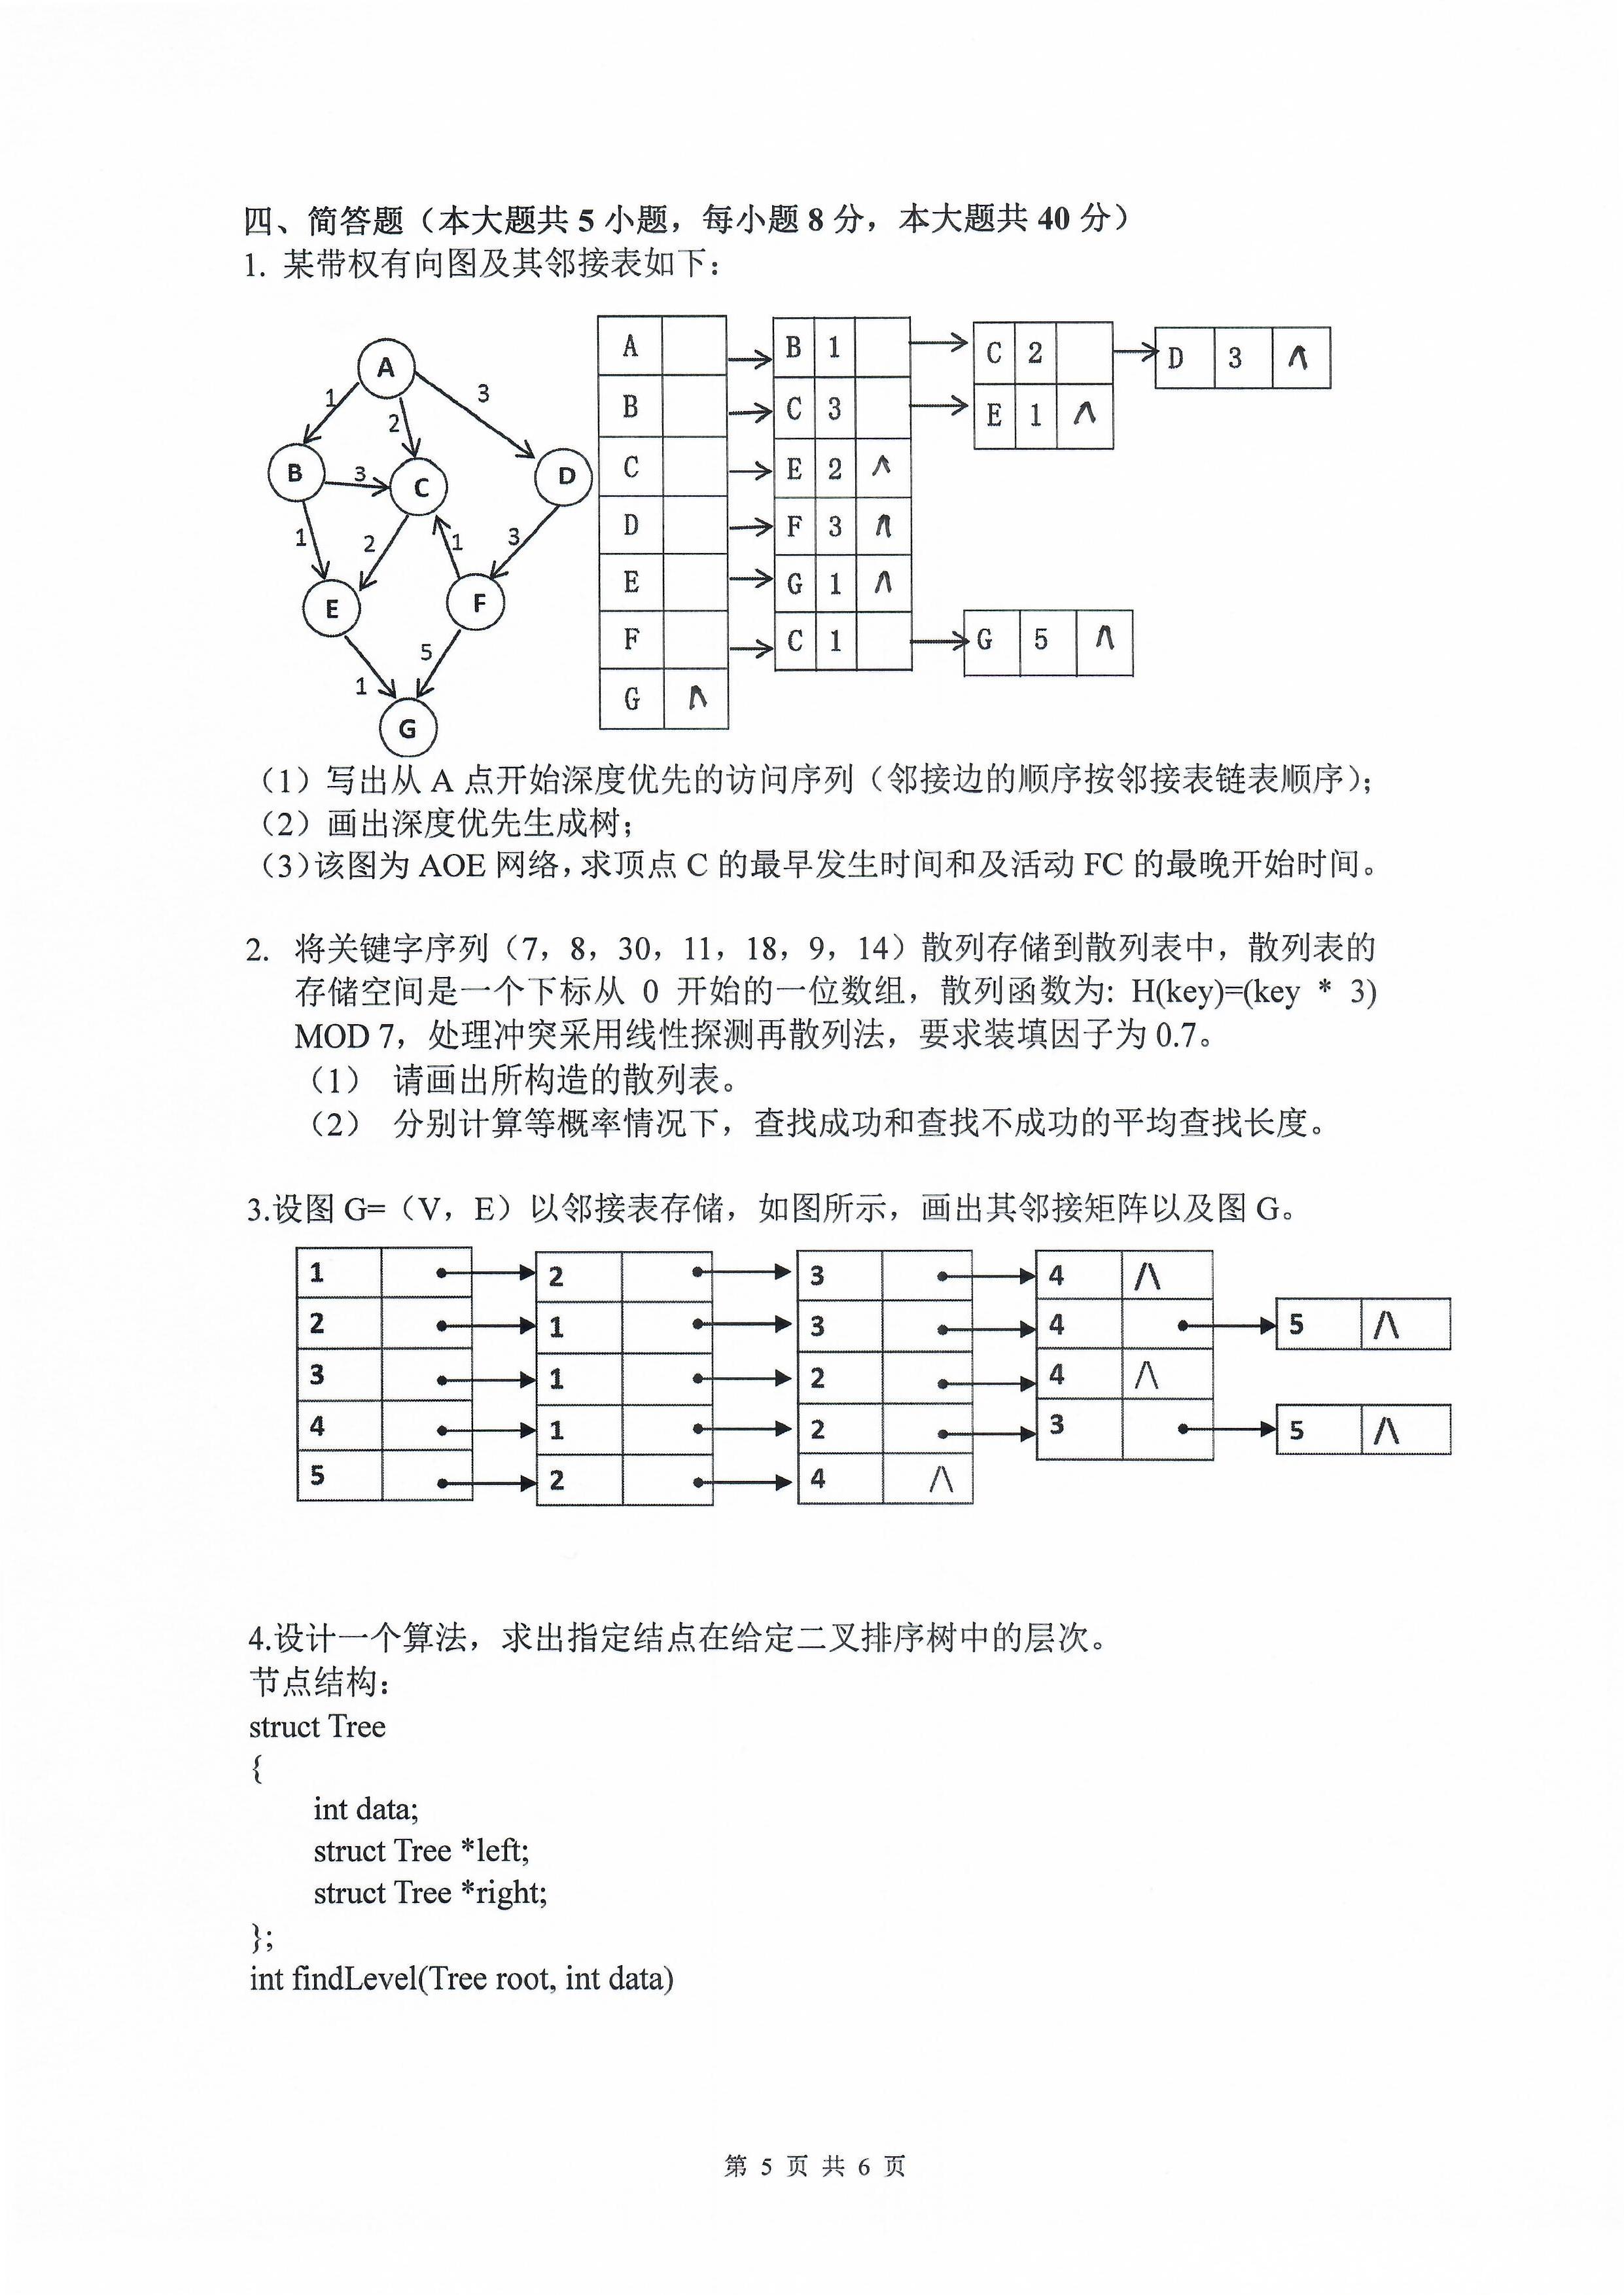 四、简答题（本大题共 5 小题，每小题 8 分，本大题共 40 分）
1. 某带权有向图及其邻接表如下：
A
B
C
D
E
F
G
1
2
3
3
1
2
1
3
5
1
A B 1 C 2 D 3 ∧
B C 3 E 1 ∧
C E 2 ∧
D F 3 ∧
E G 1 ∧
F C 1 G 5 ∧
G ∧
（1）写出从 A 点开始深度优先的访问序列（邻接边的顺序按邻接表链表顺序）；
（2）画出深度优先生成树；
（3）该图为 AOE 网络，求顶点 C 的最早发生时间和及活动 FC 的最晚开始时间。
2. 将关键字序列（7，8，30，11，18，9，14）散列存储到散列表中，散列表的
存储空间是一个下标从 0 开始的一位数组，散列函数为: H(key)=(key * 3)
MOD 7，处理冲突采用线性探测再散列法，要求装填因子为 0.7。
（1） 请画出所构造的散列表。
（2） 分别计算等概率情况下，查找成功和查找不成功的平均查找长度。
3.设图 G=（V，E）以邻接表存储，如图所示，画出其邻接矩阵以及图 G。
1 2 3 4 ∧
2 1 3 4 5 ∧
3 1 2 4 ∧
4 1 2 3 5 ∧
5 2 4 ∧
4.设计一个算法，求出指定结点在给定二叉排序树中的层次。
节点结构：
struct Tree
{
int data;
struct Tree *left;
struct Tree *right;
};
int findLevel(Tree root, int data)
第 5 页 共 6 页